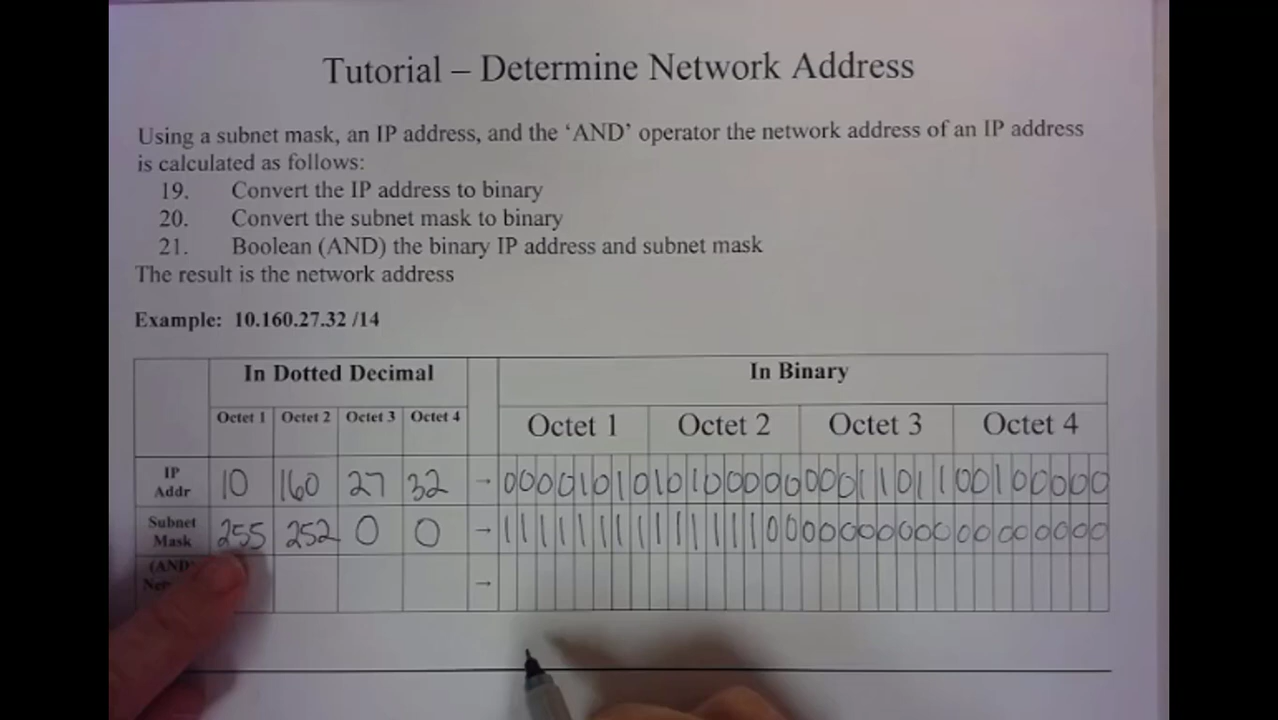 Tutorial – Determine Network Address
Using a subnet mask, an IP address, and the ‘AND’ operator the network address of an IP address
is calculated as follows:
19. Convert the IP address to binary
20. Convert the subnet mask to binary
21. Boolean (AND) the binary IP address and subnet mask
The result is the network address
Example: 10.160.27.32 /14
In Dotted Decimal In Binary
Octet 1 Octet 2 Octet 3 Octet 4 Octet 1 Octet 2 Octet 3 Octet 4
IP Addr 10 160 27 32 → 00001010 10100000 00011011 00100000
Subnet Mask 255 252 0 0 → 11111111 11111100 00000000 00000000
(AND) →